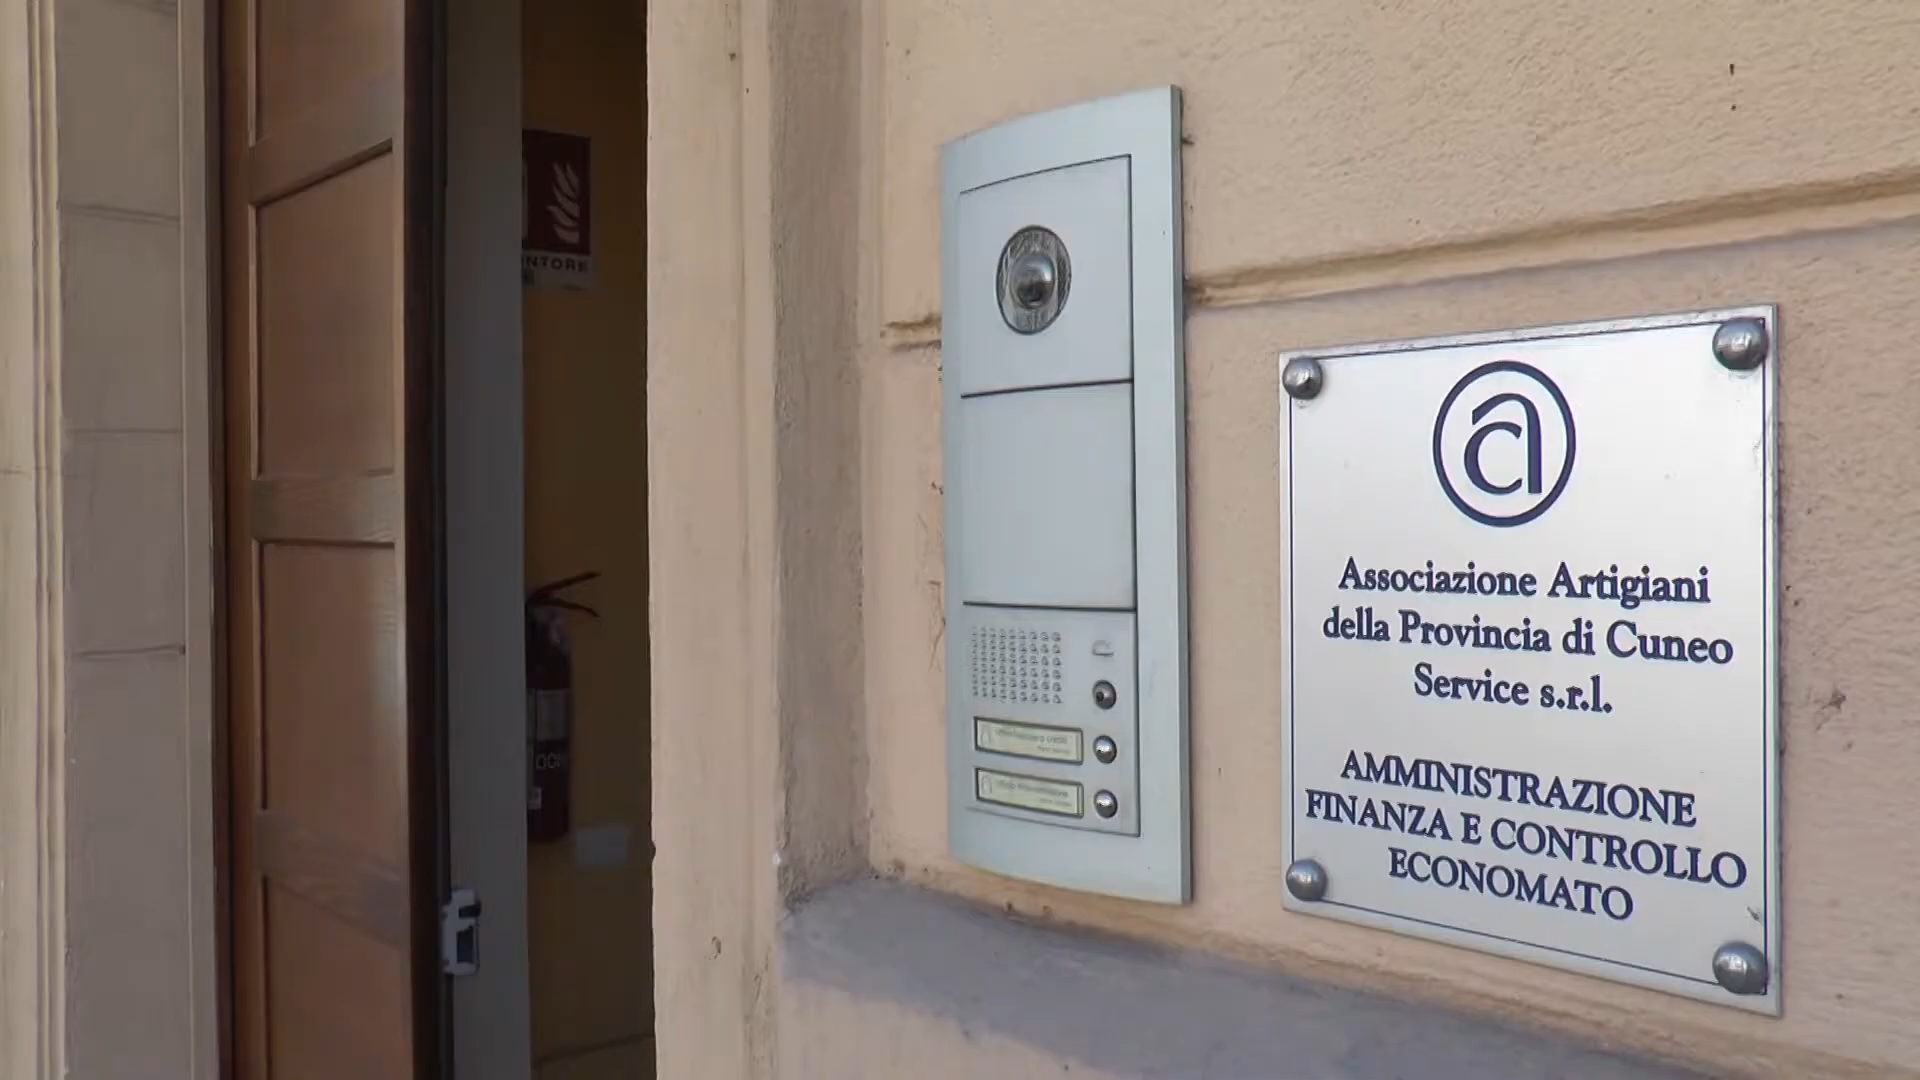 Associazione Artigiani
della Provincia di Cuneo
Service s.r.l.
AMMINISTRAZIONE
FINANZA E CONTROLLO
ECONOMATO